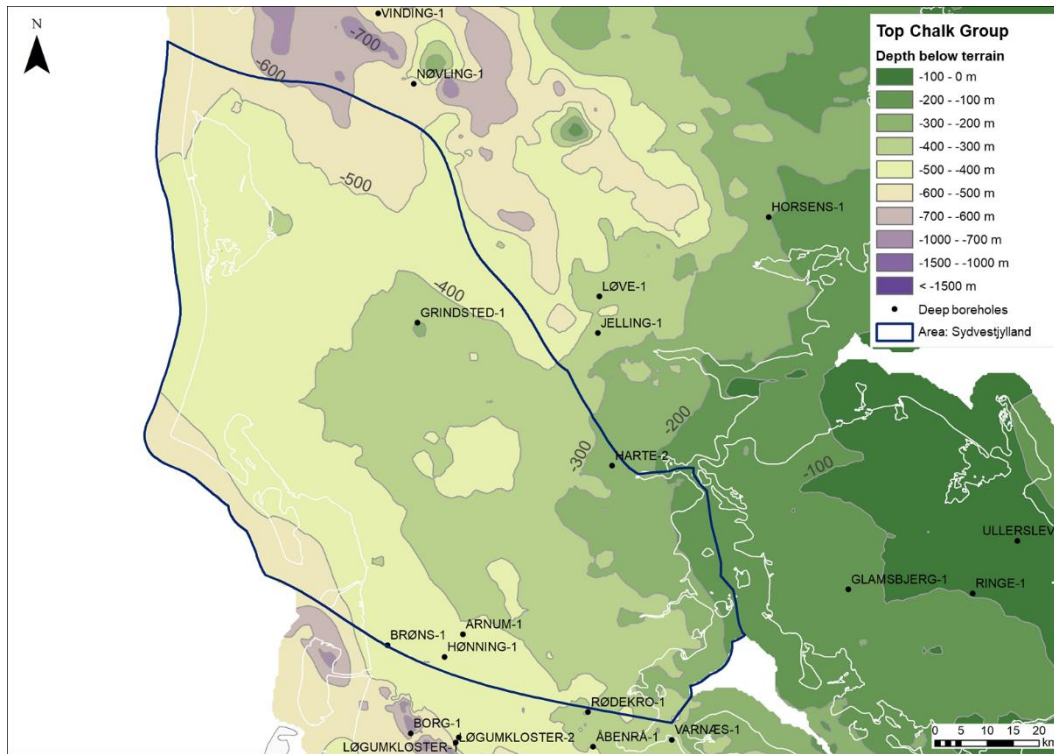 N
VINDING-1
-700
-600
NØVLING-1
-500
HORSENS-1
-400
LØVE-1
GRINDSTED-1
JELLING-1
-200
-300
HARTE-2
-100
ULLERSLEV
GLAMSBJERG-1
RINGE-1
ARNUM-1
BRØNS-1
HØNNING-1
RØDEKRO-1
BORG-1
LØGUMKLOSTER-2
LØGUMKLOSTER-1
ÅBENRÅ-1
VARNÆS-1
Top Chalk Group
Depth below terrain
-100 - 0 m
-200 - -100 m
-300 - -200 m
-400 - -300 m
-500 - -400 m
-600 - -500 m
-700 - -600 m
-1000 - -700 m
-1500 - -1000 m
< -1500 m
Deep boreholes
Area: Sydvestjylland
0 5 10 15 20